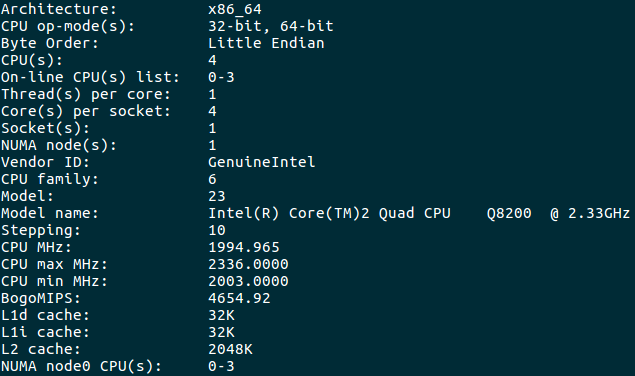 Architecture:          x86_64
CPU op-mode(s):        32-bit, 64-bit
Byte Order:            Little Endian
CPU(s):                4
On-line CPU(s) list:   0-3
Thread(s) per core:    1
Core(s) per socket:    4
Socket(s):             1
NUMA node(s):          1
Vendor ID:             GenuineIntel
CPU family:            6
Model:                 23
Model name:            Intel(R) Core(TM)2 Quad CPU    Q8200  @ 2.33GHz
Stepping:              10
CPU MHz:               1994.965
CPU max MHz:           2336.0000
CPU min MHz:           2003.0000
BogoMIPS:              4654.92
L1d cache:             32K
L1i cache:             32K
L2 cache:              2048K
NUMA node0 CPU(s):     0-3